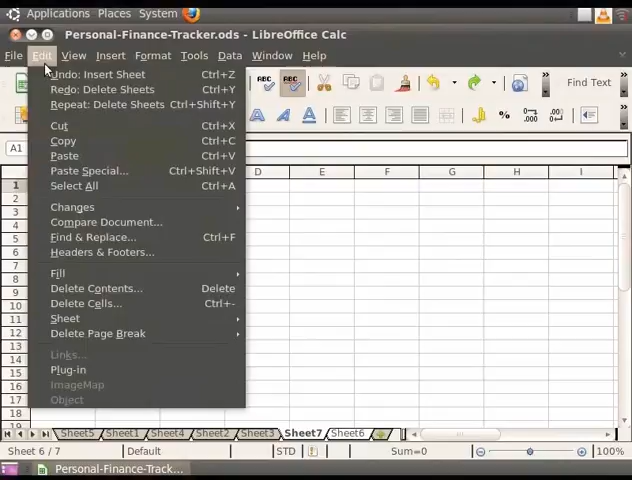 Applications Places System
Personal-Finance-Tracker.ods - LibreOffice Calc
File Edit View Insert Format Tools Data Window Help
Undo: Insert Sheet Ctrl+Z
Redo: Delete Sheets Ctrl+Y
Repeat: Delete Sheets Ctrl+Shift+Y
Find Text
Cut Ctrl+X
Copy Ctrl+C
Paste Ctrl+V
Paste Special... Ctrl+Shift+V
Select All Ctrl+A
Changes
Compare Document...
Find & Replace... Ctrl+F
Headers & Footers...
Fill
Delete Contents... Delete
Delete Cells... Ctrl+-
Sheet
Delete Page Break
Links...
Plug-in
ImageMap
Object
ABC ABC
A A
A1
D E F G H I
1
2
3
4
5
6
7
8
9
10
11
12
13
14
15
16
17
18
Sheet5 Sheet1 Sheet4 Sheet2 Sheet3 Sheet7 Sheet6
Sheet 6 / 7 Default STD Sum=0 100%
Personal-Finance-Track...